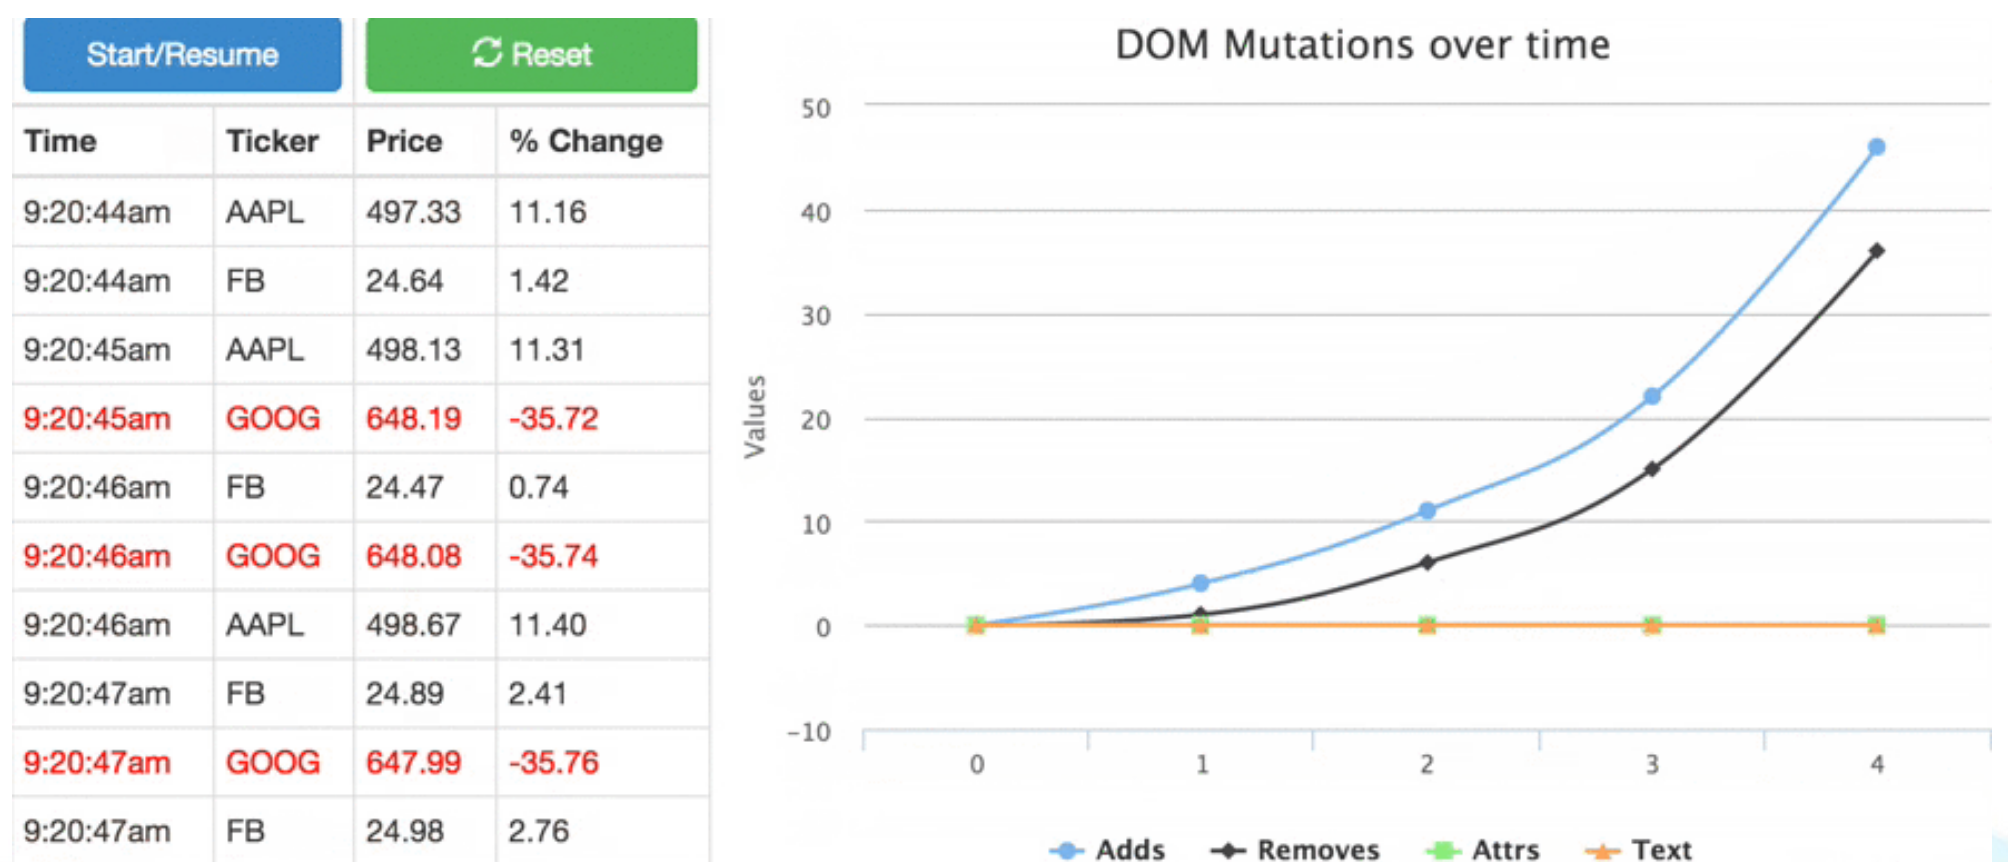 Start/Resume Reset
Time Ticker Price % Change
9:20:44am AAPL 497.33 11.16
9:20:44am FB 24.64 1.42
9:20:45am AAPL 498.13 11.31
9:20:45am GOOG 648.19 -35.72
9:20:46am FB 24.47 0.74
9:20:46am GOOG 648.08 -35.74
9:20:46am AAPL 498.67 11.40
9:20:47am FB 24.89 2.41
9:20:47am GOOG 647.99 -35.76
9:20:47am FB 24.98 2.76
DOM Mutations over time
Values
50
40
30
20
10
0
-10
0 1 2 3 4
Adds Removes Attrs Text